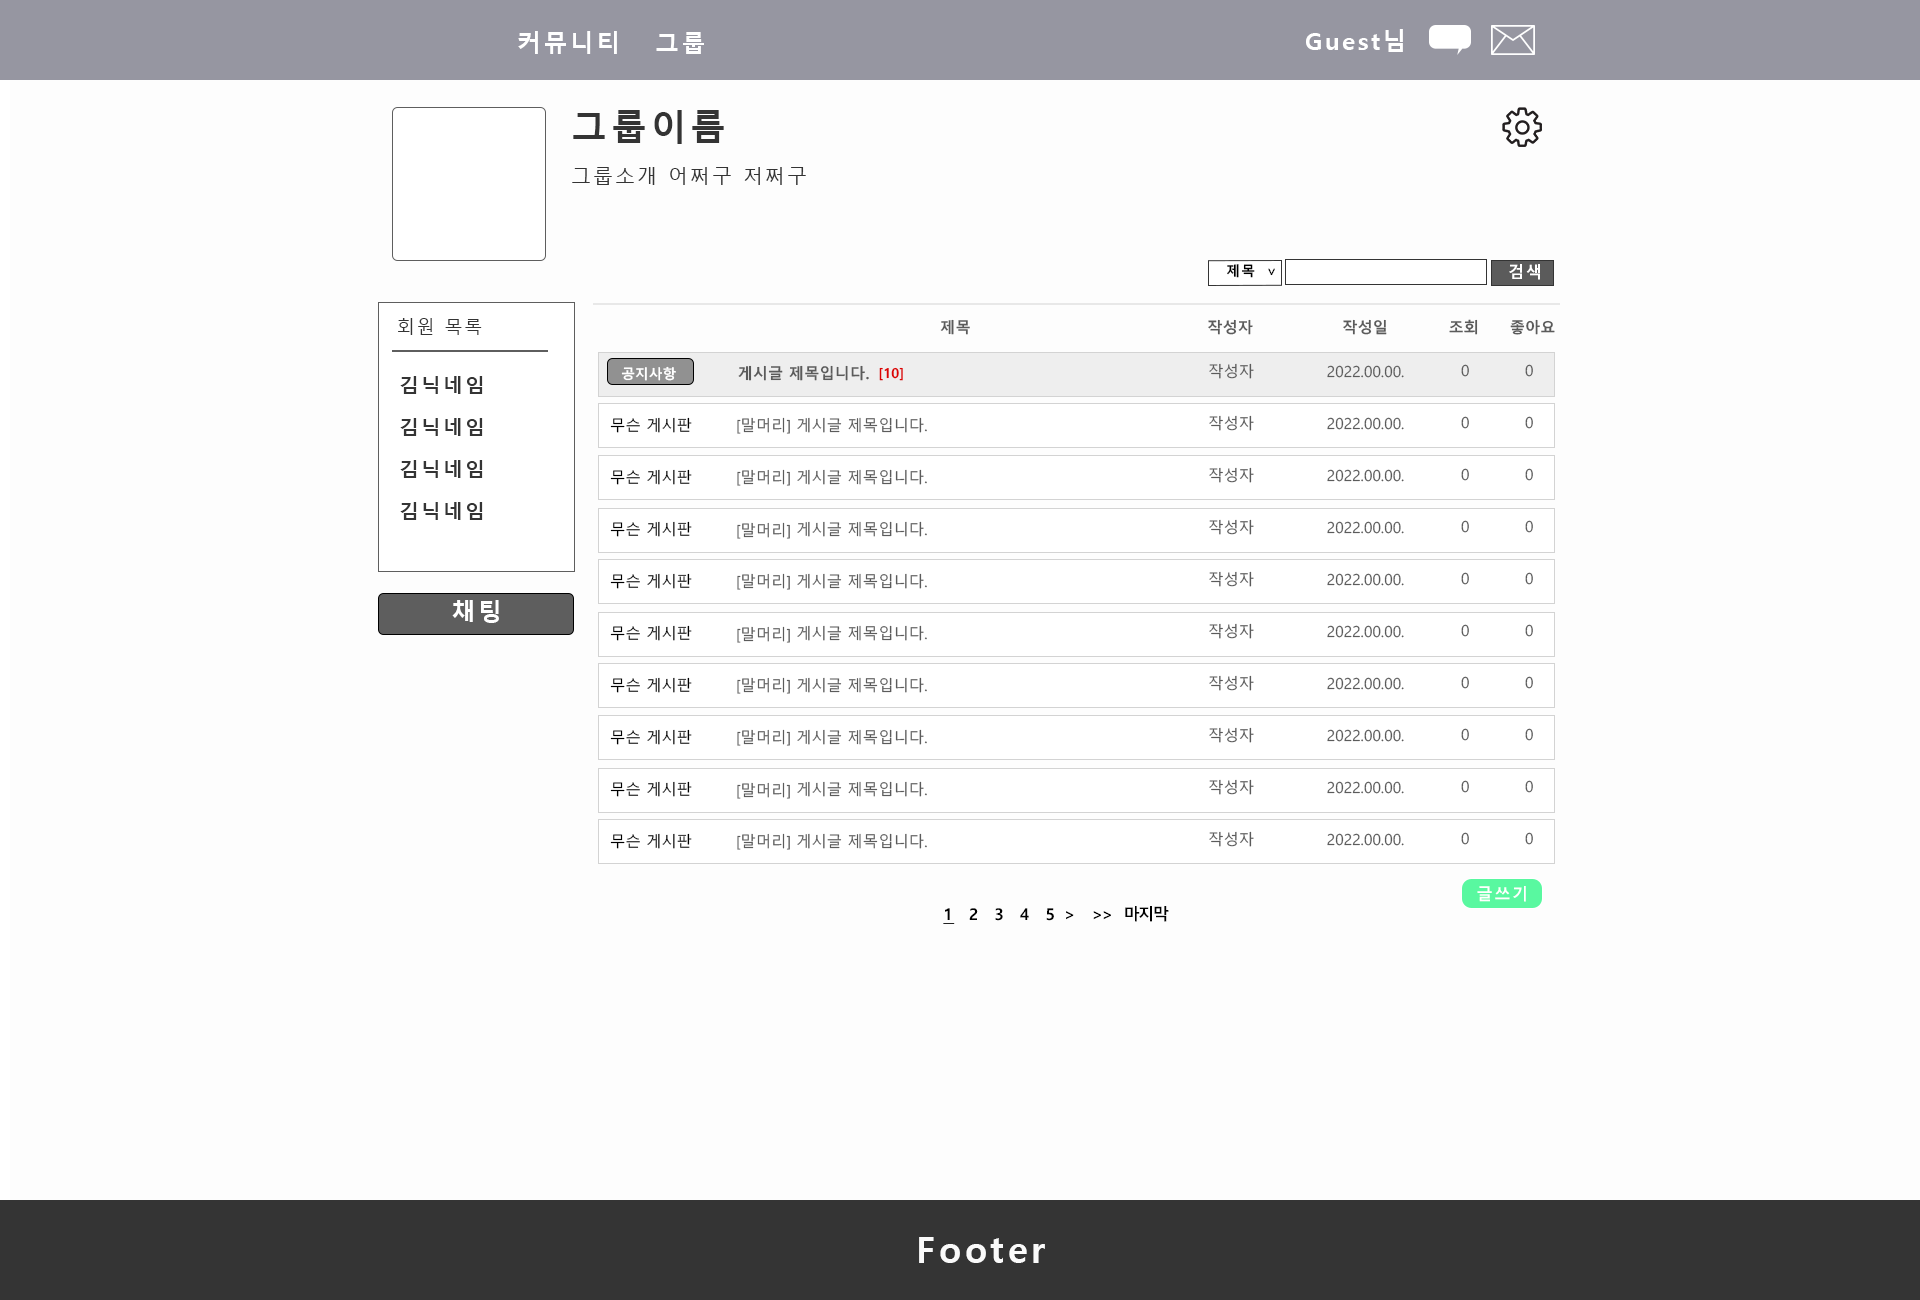 커뮤니티 그룹 Guest님
그룹이름
그룹소개 어쩌구 저쩌구
제목 v 검색
회원 목록
김닉네임
김닉네임
김닉네임
김닉네임
채팅
제목 작성자 작성일 조회 좋아요
공지사항 게시글 제목입니다. [10] 작성자 2022.00.00. 0 0
무슨 게시판 [말머리] 게시글 제목입니다. 작성자 2022.00.00. 0 0
무슨 게시판 [말머리] 게시글 제목입니다. 작성자 2022.00.00. 0 0
무슨 게시판 [말머리] 게시글 제목입니다. 작성자 2022.00.00. 0 0
무슨 게시판 [말머리] 게시글 제목입니다. 작성자 2022.00.00. 0 0
무슨 게시판 [말머리] 게시글 제목입니다. 작성자 2022.00.00. 0 0
무슨 게시판 [말머리] 게시글 제목입니다. 작성자 2022.00.00. 0 0
무슨 게시판 [말머리] 게시글 제목입니다. 작성자 2022.00.00. 0 0
무슨 게시판 [말머리] 게시글 제목입니다. 작성자 2022.00.00. 0 0
무슨 게시판 [말머리] 게시글 제목입니다. 작성자 2022.00.00. 0 0
글쓰기
1 2 3 4 5 > >> 마지막
Footer